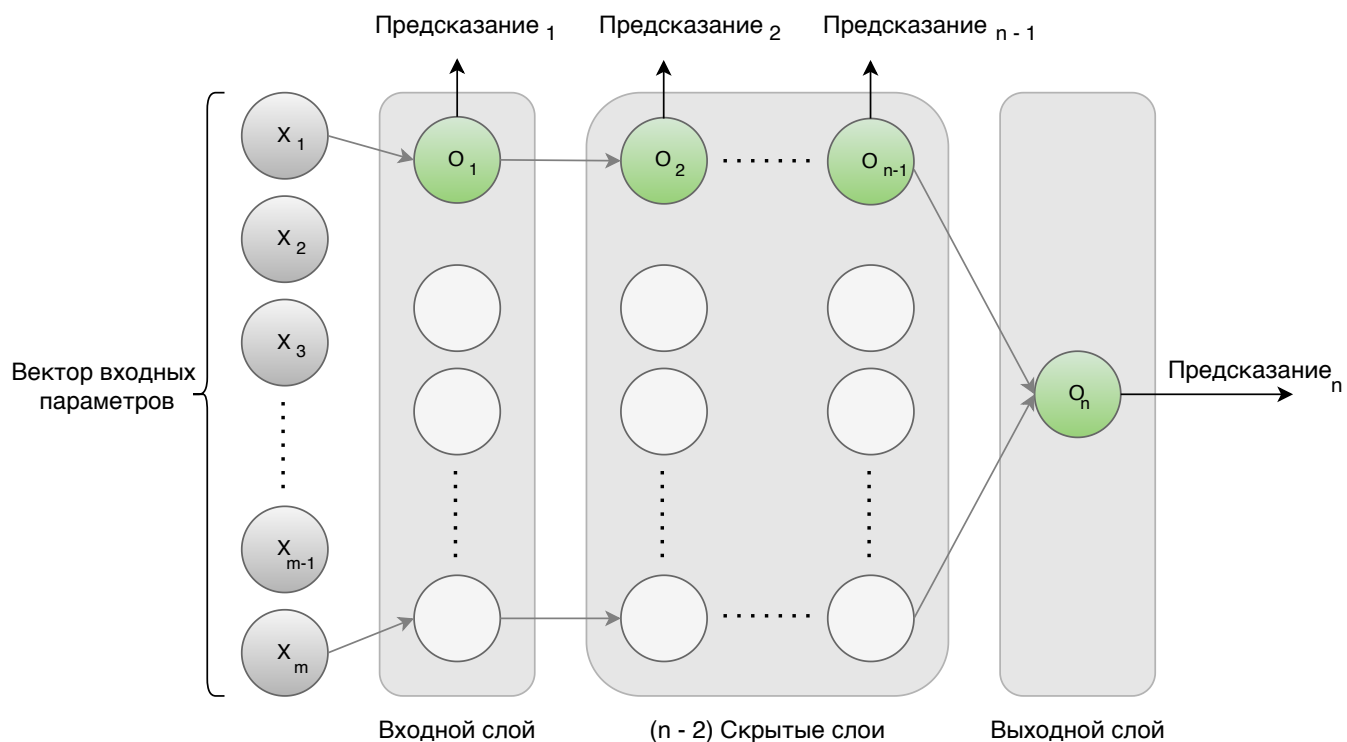 Предсказание 1
Предсказание 2
Предсказание n - 1
X 1
O 1
O 2
O n-1
X 2
X 3
Вектор входных
параметров
O n
Предсказание n
X m-1
X m
Входной слой
(n - 2) Скрытые слои
Выходной слой